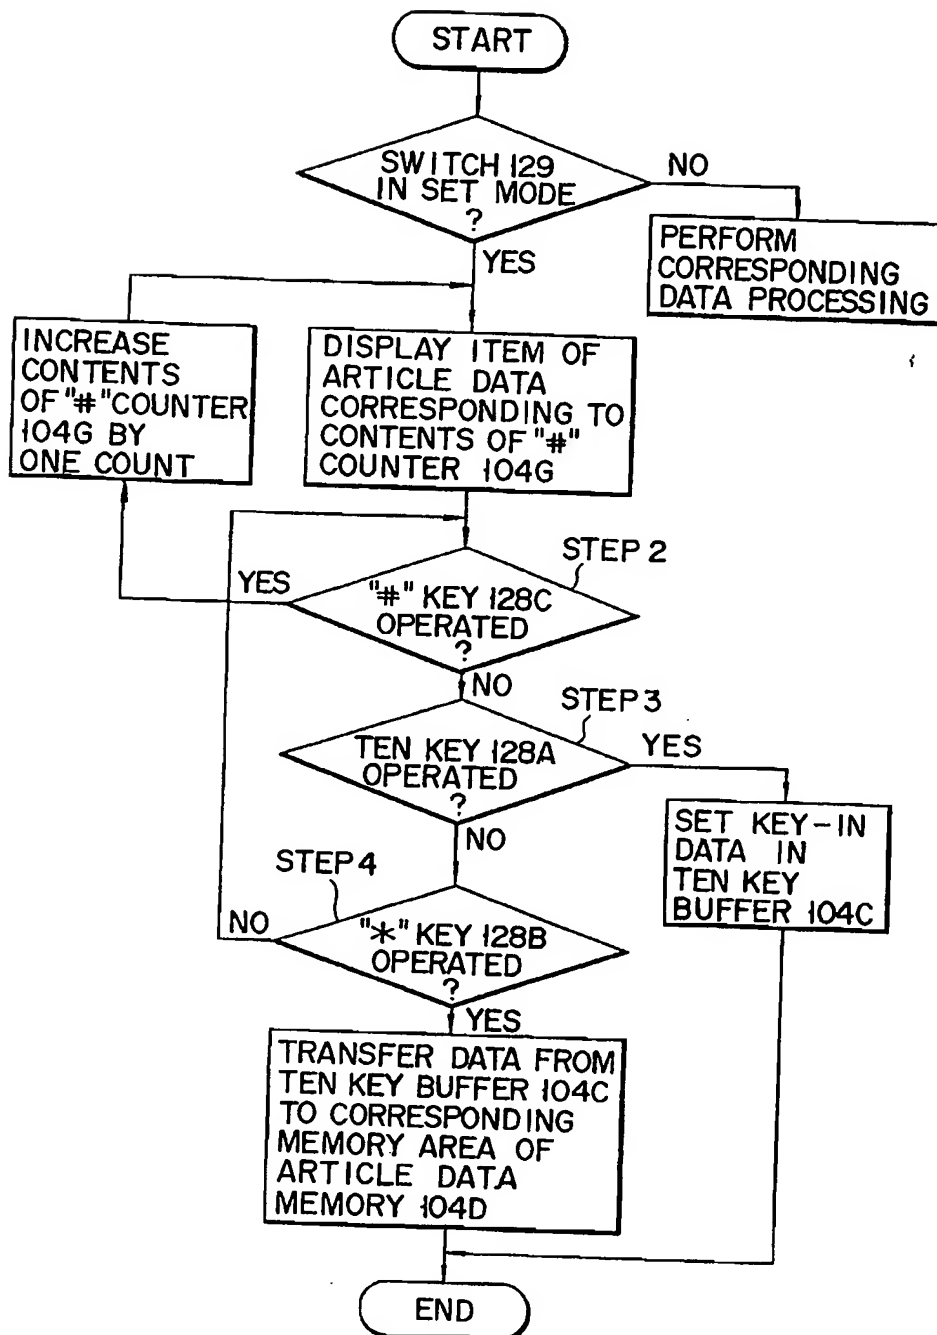 START
SWITCH 129
IN SET MODE
?
NO
YES
PERFORM
CORRESPONDING
DATA PROCESSING
INCREASE
CONTENTS
OF "#" COUNTER
104G BY
ONE COUNT
DISPLAY ITEM OF
ARTICLE DATA
CORRESPONDING TO
CONTENTS OF "#"
COUNTER 104G
STEP 2
YES
"#" KEY 128C
OPERATED
?
NO
STEP 3
TEN KEY 128A
OPERATED
?
YES
NO
SET KEY-IN
DATA IN
TEN KEY
BUFFER 104C
STEP 4
NO
"*" KEY 128B
OPERATED
?
YES
TRANSFER DATA FROM
TEN KEY BUFFER 104C
TO CORRESPONDING
MEMORY AREA OF
ARTICLE DATA
MEMORY 104D
END